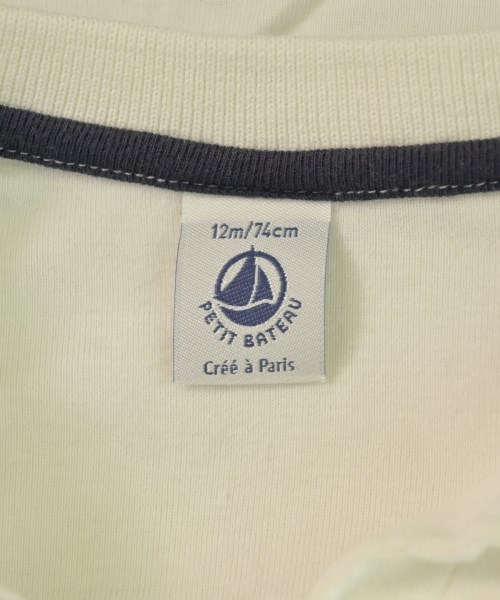 12m/74cm
PETIT BATEAU
Créé à Paris